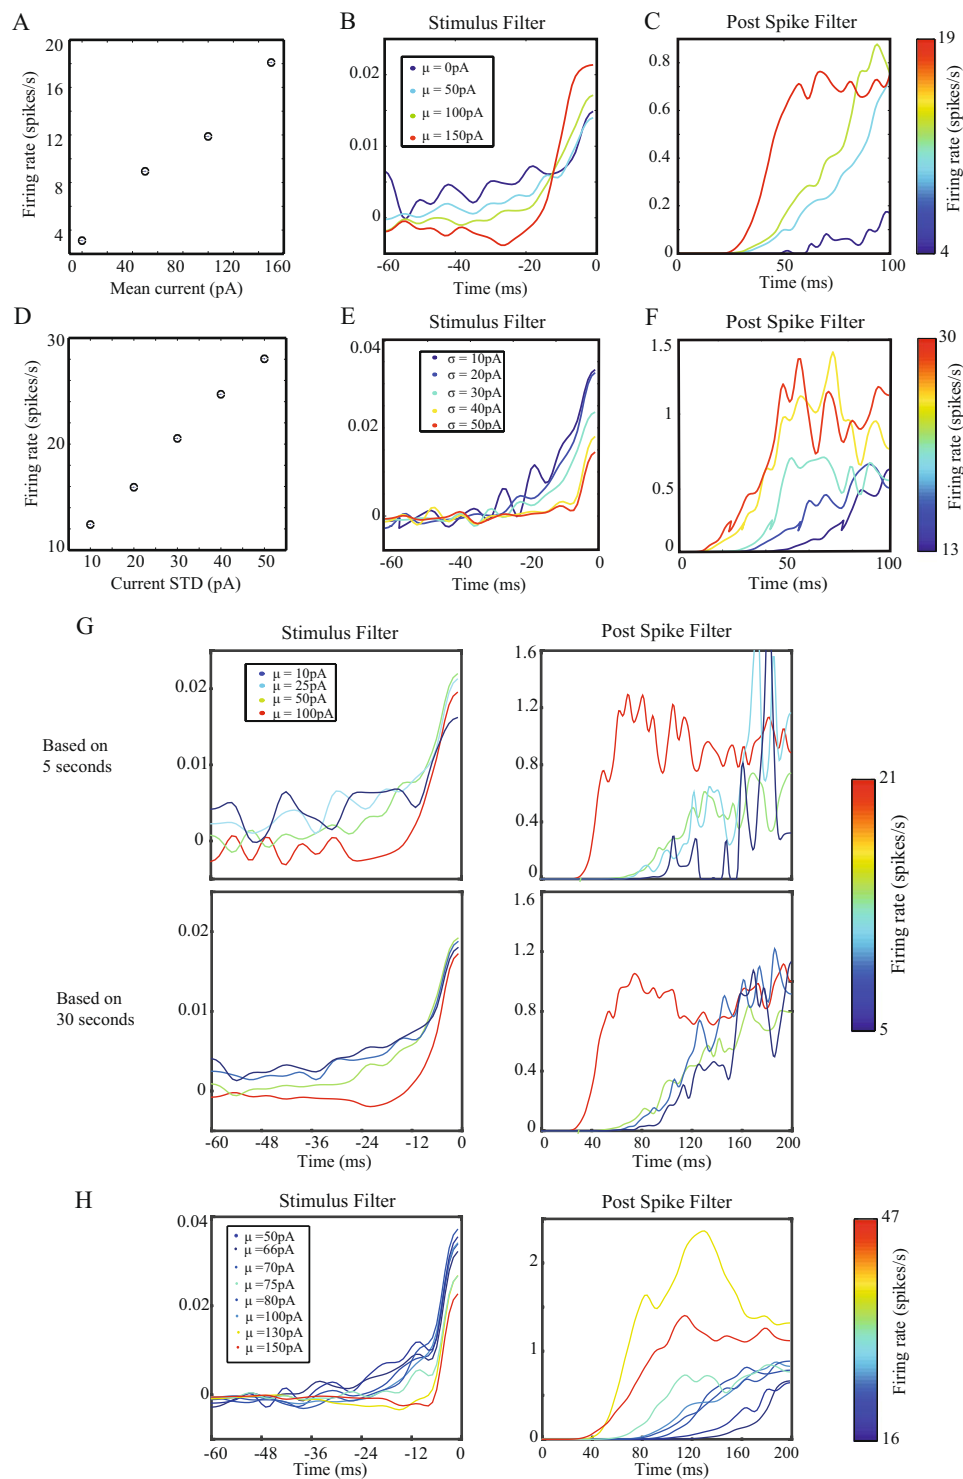 A
Firing rate (spikes/s)
20
16
12
8
4
0 40 80 120 160
Mean current (pA)
B
Stimulus Filter
μ = 0pA
μ = 50pA
μ = 100pA
μ = 150pA
0.02
0.01
0
-60 -40 -20 0
Time (ms)
C
Post Spike Filter
0.8
0.6
0.4
0.2
0
0 50 100
Time (ms)
19
Firing rate (spikes/s)
4
D
Firing rate (spikes/s)
30
20
10
10 20 30 40 50
Current STD (pA)
E
Stimulus Filter
σ = 10pA
σ = 20pA
σ = 30pA
σ = 40pA
σ = 50pA
0.04
0.02
0
-60 -40 -20 0
Time (ms)
F
Post Spike Filter
1.5
1
0.5
0
0 50 100
Time (ms)
30
Firing rate (spikes/s)
13
G
Stimulus Filter
Post Spike Filter
Based on
5 seconds
μ = 10pA
μ = 25pA
μ = 50pA
μ = 100pA
0.02
0.01
0
1.6
1.2
0.8
0.4
0
Based on
30 seconds
0.02
0.01
0
-60 -48 -36 -24 -12 0
Time (ms)
1.6
1.2
0.8
0.4
0
0 40 80 120 160 200
Time (ms)
21
Firing rate (spikes/s)
5
H
Stimulus Filter
μ =50pA
μ =66pA
μ =70pA
μ =75pA
μ =80pA
μ =100pA
μ =130pA
μ =150pA
0.04
0.02
0
-60 -48 -36 -24 -12 0
Time (ms)
Post Spike Filter
2
1
0
0 40 80 120 160 200
Time (ms)
47
Firing rate (spikes/s)
16